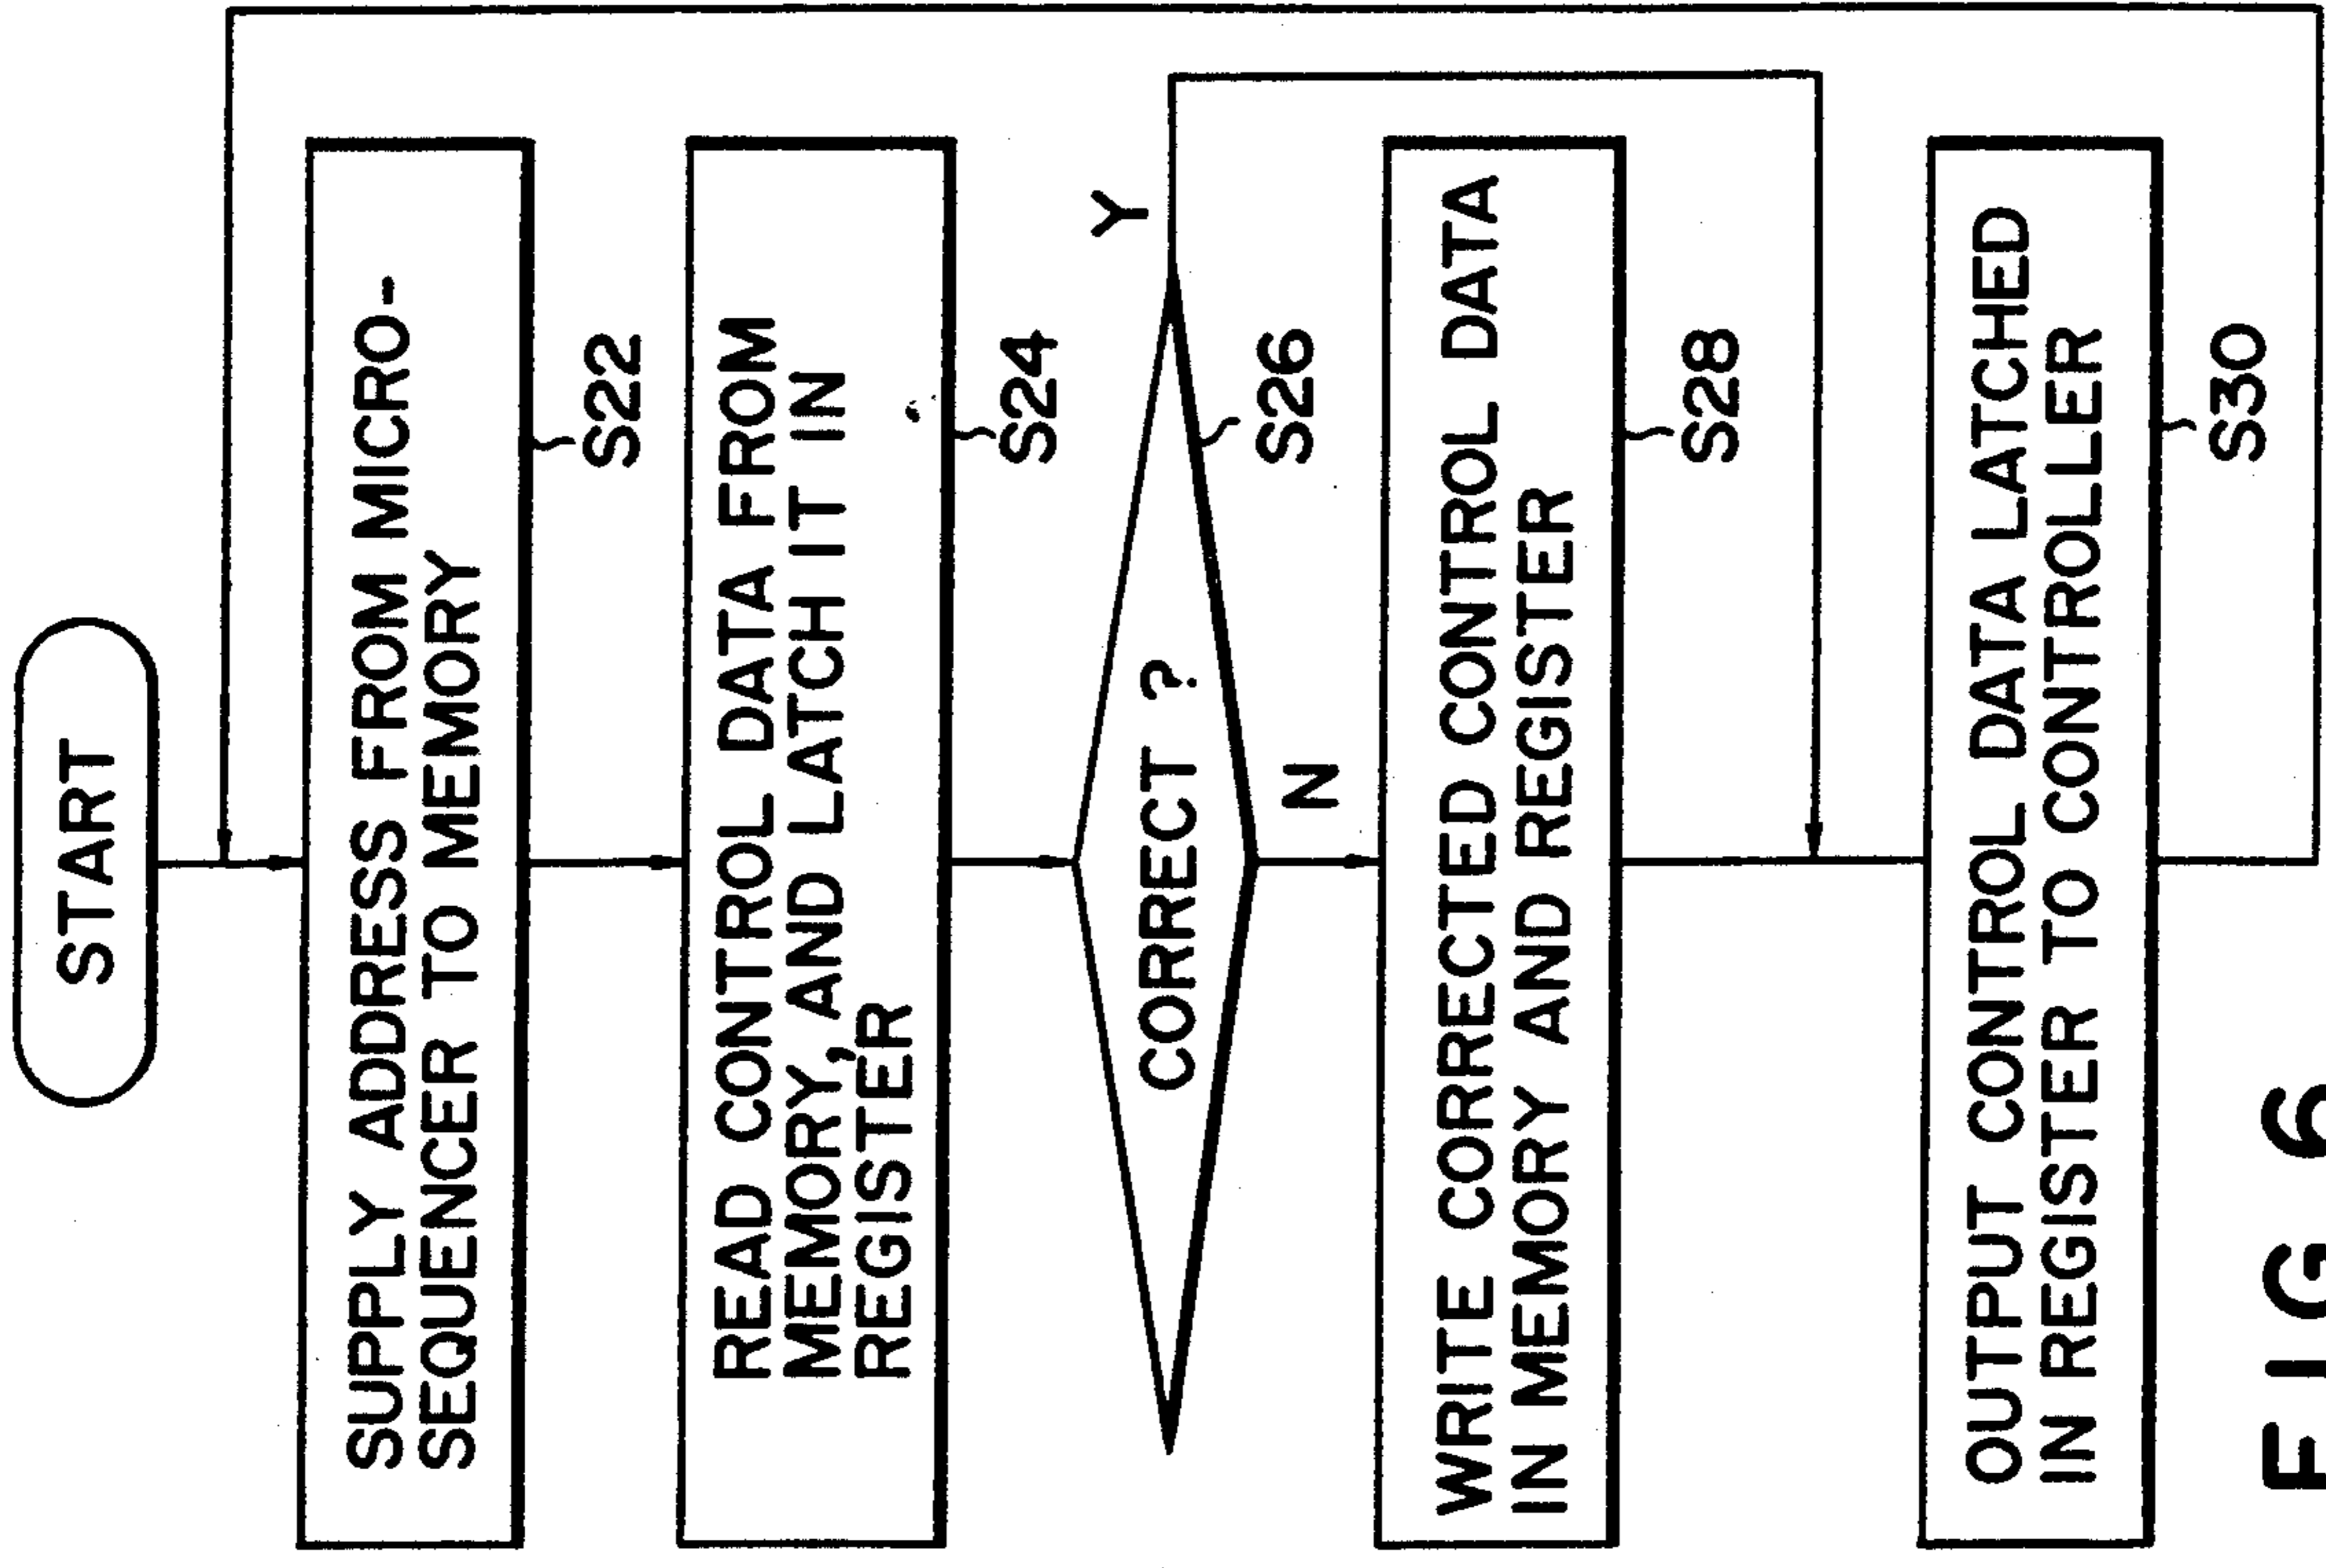 START
SUPPLY ADDRESS FROM MICRO-
SEQUENCER TO MEMORY
S22
READ CONTROL DATA FROM
MEMORY, AND LATCH IT IN
REGISTER
S24
CORRECT ?
Y
S26
N
WRITE CORRECTED CONTROL DATA
IN MEMORY AND REGISTER
S28
OUTPUT CONTROL DATA LATCHED
IN REGISTER TO CONTROLLER
S30
FIG 6